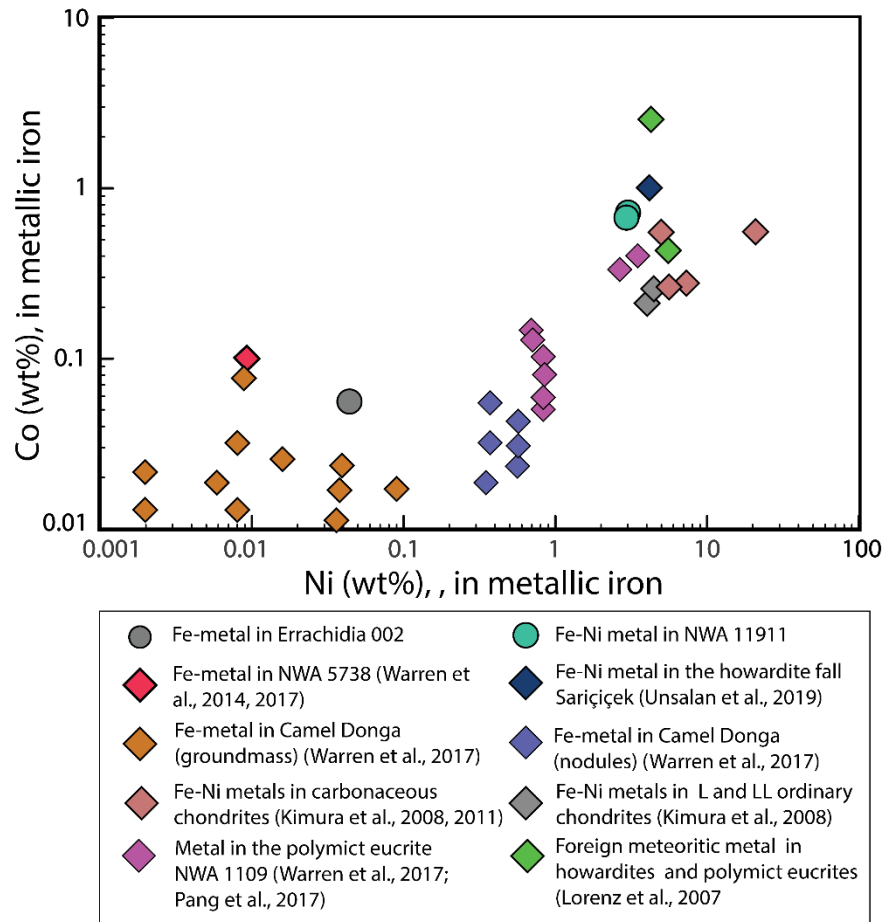 10
1
0.1
0.01
0.001
0.01
0.1
1
10
100
Co (wt%), in metallic iron
Ni (wt%), , in metallic iron
Fe-metal in Errachidia 002
Fe-metal in NWA 5738 (Warren
et al., 2014, 2017)
Fe-metal in Camel Donga
(groundmass) (Warren et al., 2017)
Fe-Ni metals in carbonaceous
chondrites (Kimura et al., 2008, 2011)
Metal in the polymict eucrite
NWA 1109 (Warren et al., 2017;
Pang et al., 2017)
Fe-Ni metal in NWA 11911
Fe-Ni metal in the howardite fall
Sariçiçek (Unsalan et al., 2019)
Fe-metal in Camel Donga
(nodules) (Warren et al., 2017)
Fe-Ni metals in L and LL ordinary
chondrites (Kimura et al., 2008)
Foreign meteoritic metal in
howardites and polymict eucrites
(Lorenz et al., 2007